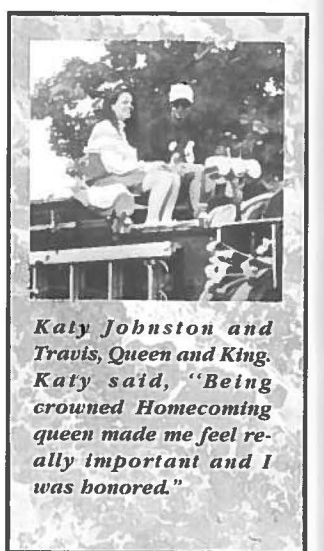 Katy Johnston and
Travis, Queen and King.
Katy said, "Being
crowned Homecoming
queen made me feel re-
ally important and I
was honored."